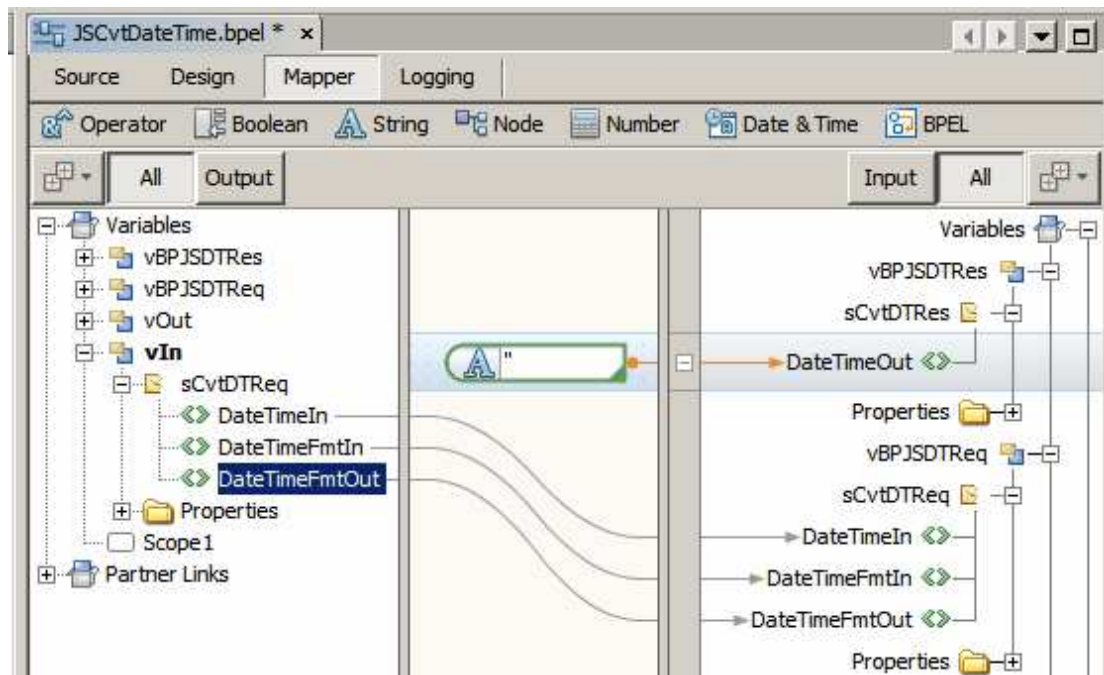 JSCvtDateTime.bpel * x
Source Design Mapper Logging
Operator Boolean String Node Number Date & Time BPEL
All Output Input All
Variables
vBPJSDTRes
vBPJSDTReq
vOut
vIn
sCvtDTReq
DateTimeIn
DateTimeFmtIn
DateTimeFmtOut
Properties
Scope1
Partner Links
"
Variables
vBPJSDTRes
sCvtDTRes
DateTimeOut
Properties
vBPJSDTReq
sCvtDTReq
DateTimeIn
DateTimeFmtIn
DateTimeFmtOut
Properties